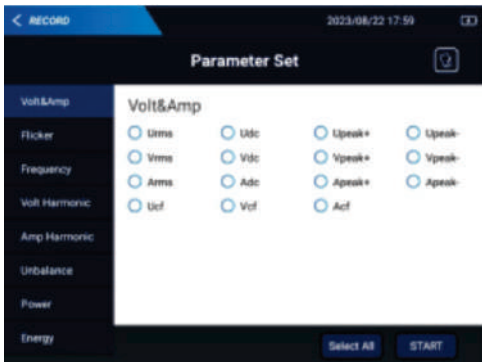 RECORD
2023/08/22 17:59
Parameter Set
Volt&Amp
Flicker
Frequency
Volt Harmonic
Amp Harmonic
Unbalance
Power
Energy
Volt&Amp
Urms Udc Upeak+ Upeak-
Vrms Vdc Vpeak+ Vpeak-
Arms Adc Apeak+ Apeak-
Ucf Vcf Acf
Select All START